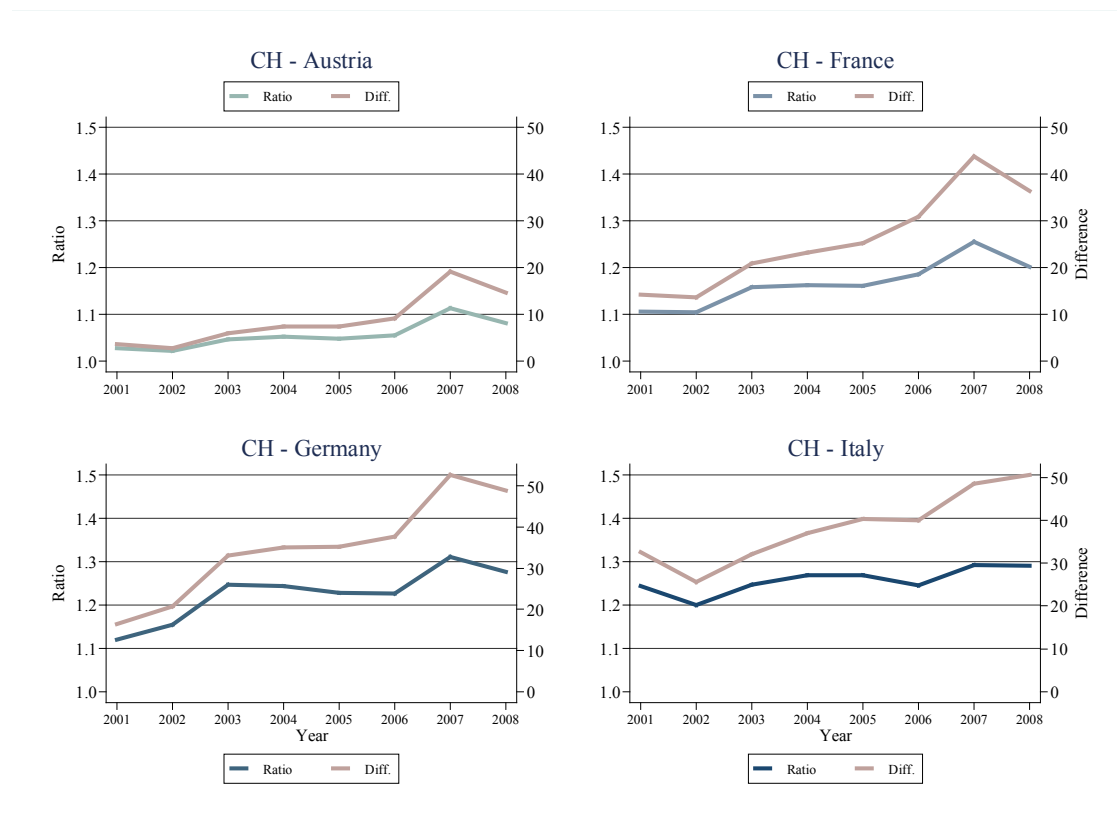 CH - Austria
Ratio Diff.
1.5 50
1.4 40
1.3 30
Ratio
1.2 20
1.1 10
1.0 0
2001 2002 2003 2004 2005 2006 2007 2008
CH - France
Ratio Diff.
1.5 50
1.4 40
1.3 30
Difference
1.2 20
1.1 10
1.0 0
2001 2002 2003 2004 2005 2006 2007 2008
CH - Germany
1.5 50
1.4 40
1.3 30
Ratio
1.2 20
1.1 10
1.0 0
2001 2002 2003 2004 2005 2006 2007 2008
Year
Ratio Diff.
CH - Italy
1.5 50
1.4 40
1.3 30
Difference
1.2 20
1.1 10
1.0 0
2001 2002 2003 2004 2005 2006 2007 2008
Year
Ratio Diff.